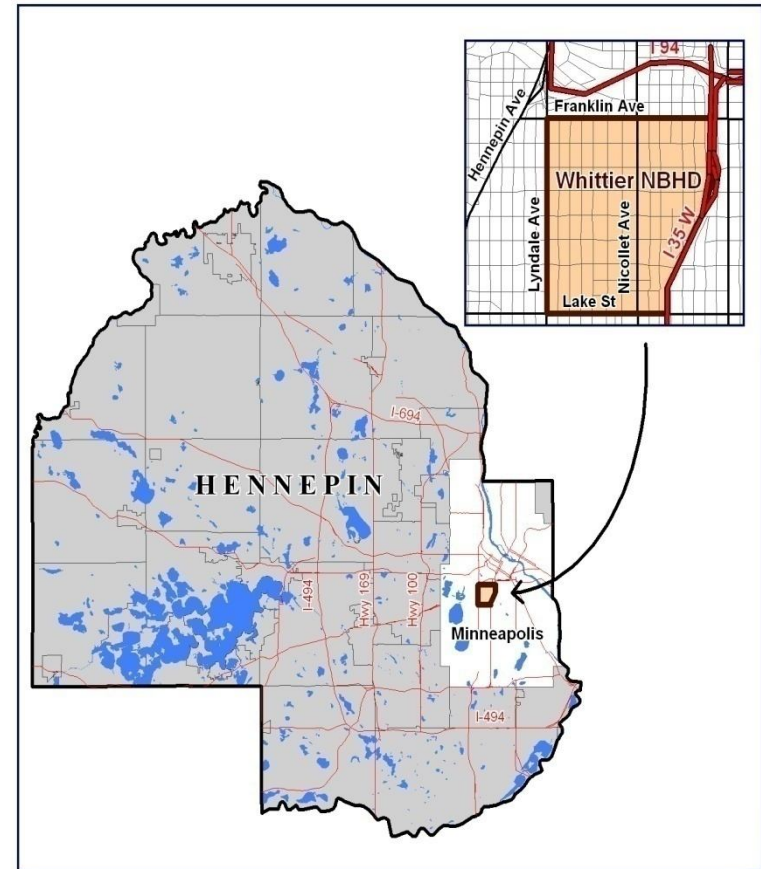 I 94
Franklin Ave
Hennepin Ave
Whittier NBHD
Lyndale Ave
Nicollet Ave
I-35 W
Lake St
I-694
HENNEPIN
I-494
Hwy 169
Hwy 100
Minneapolis
I-494